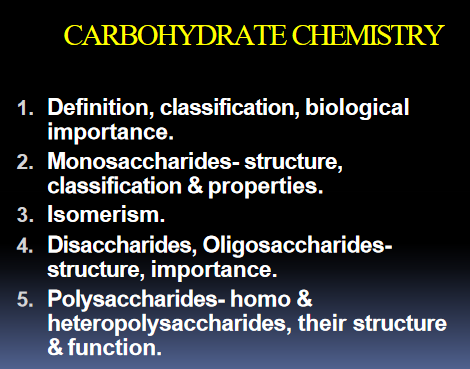 CARBOHYDRATE CHEMISTRY
1. Definition, classification, biological
importance.
2. Monosaccharides- structure,
classification & properties.
3. Isomerism.
4. Disaccharides, Oligosaccharides-
structure, importance.
5. Polysaccharides- homo &
heteropolysaccharides, their structure
& function.